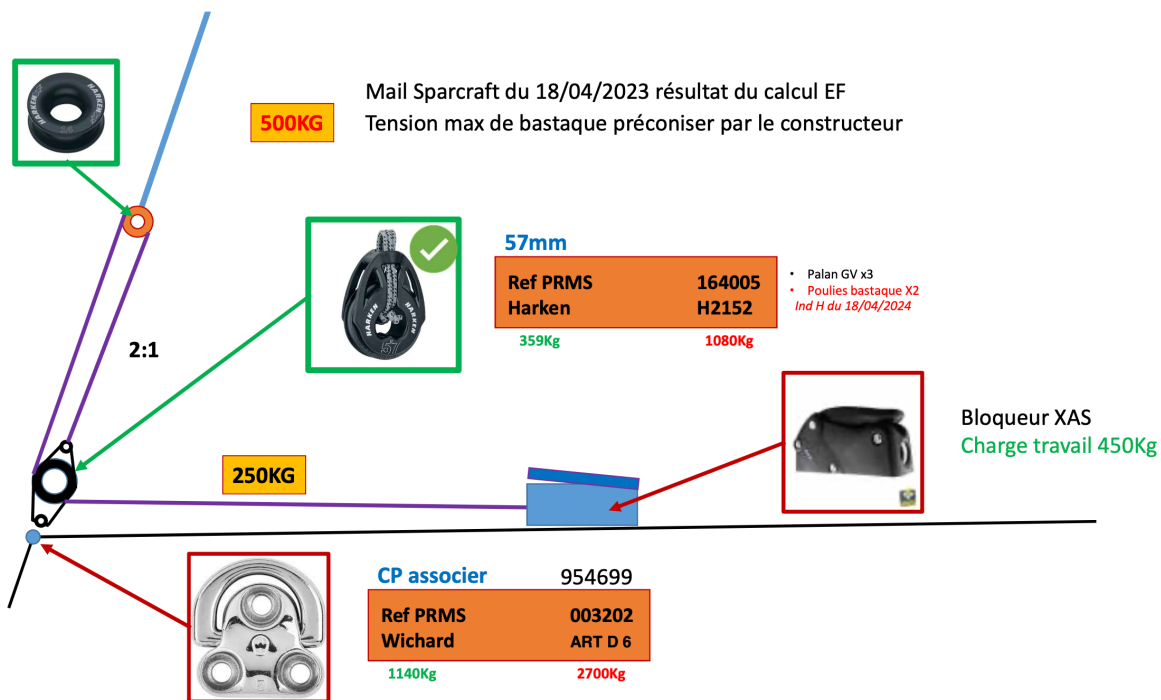 Mail Sparcraft du 18/04/2023 résultat du calcul EF
500KG
Tension max de bastaque préconiser par le constructeur
HARKEN
HARKEN
26
57mm
Ref PRMS 164005
Harken H2152
359Kg 1080Kg
• Palan GV x3
• Poulies bastaque X2
Ind H du 18/04/2024
HARKEN
HARKEN
57
2:1
Bloqueur XAS
Charge travail 450Kg
250KG
CP associer 954699
Ref PRMS 003202
Wichard ART D 6
1140Kg 2700Kg